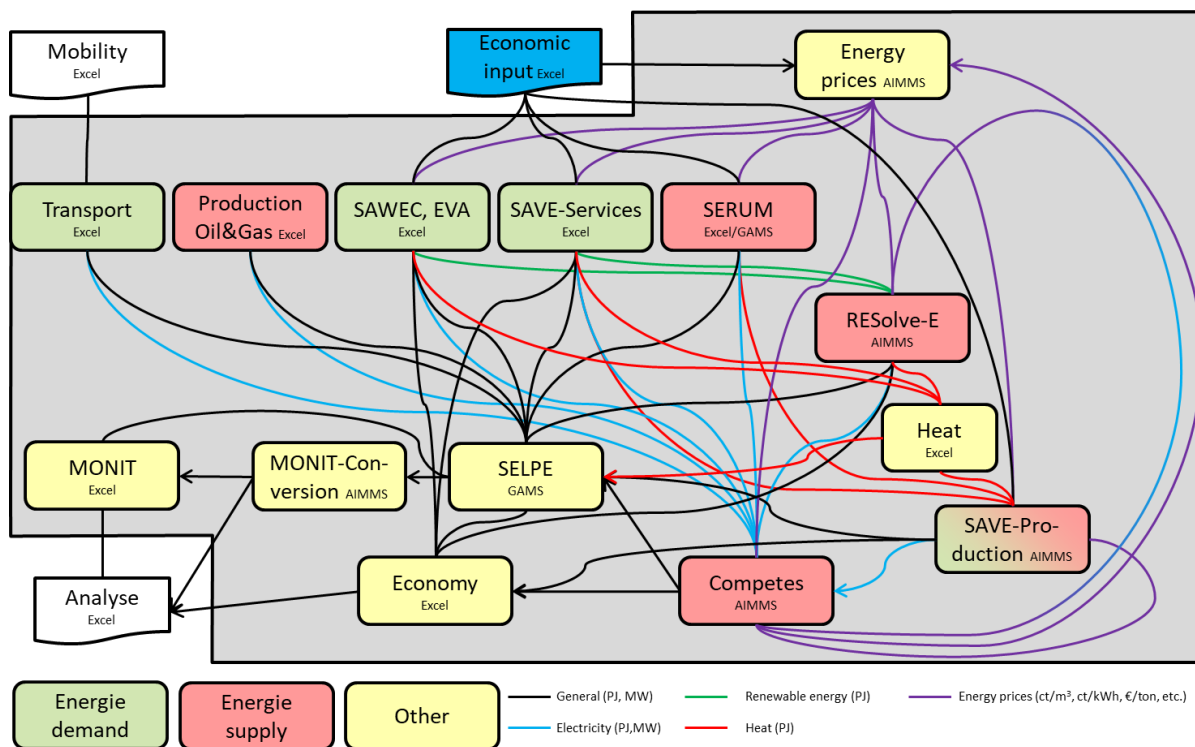 Mobility
Excel
Economic
input Excel
Energy
prices AIMMS
Transport
Excel
Production
Oil&Gas Excel
SAWEC, EVA
Excel
SAVE-Services
Excel
SERUM
Excel/GAMS
RESolve-E
AIMMS
Heat
Excel
MONIT
Excel
MONIT-Con-
version AIMMS
SELPE
GAMS
SAVE-Pro-
duction AIMMS
Analyse
Excel
Economy
Excel
Competes
AIMMS
Energie
demand
Energie
supply
Other
General (PJ, MW)
Renewable energy (PJ)
Energy prices (ct/m³, ct/kWh, €/ton, etc.)
Electricity (PJ,MW)
Heat (PJ)